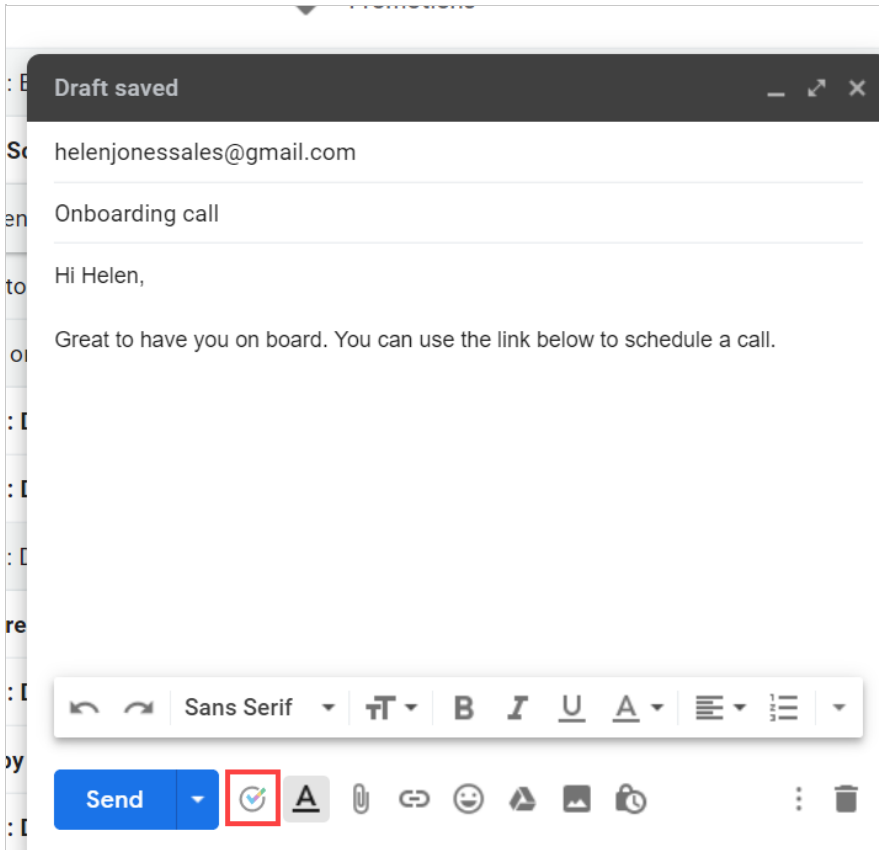 Draft saved
helenjonessales@gmail.com
Onboarding call
Hi Helen,
Great to have you on board. You can use the link below to schedule a call.
Sans Serif
Send